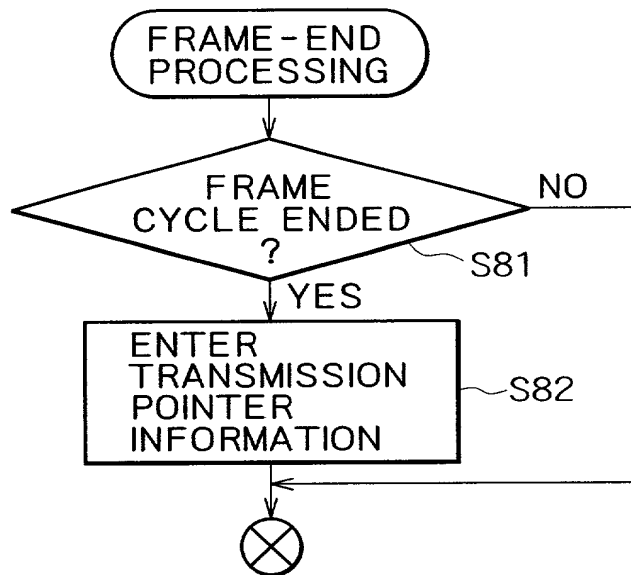 FRAME-END
PROCESSING
FRAME
CYCLE ENDED
?
NO
S81
YES
ENTER
TRANSMISSION
POINTER
INFORMATION
S82